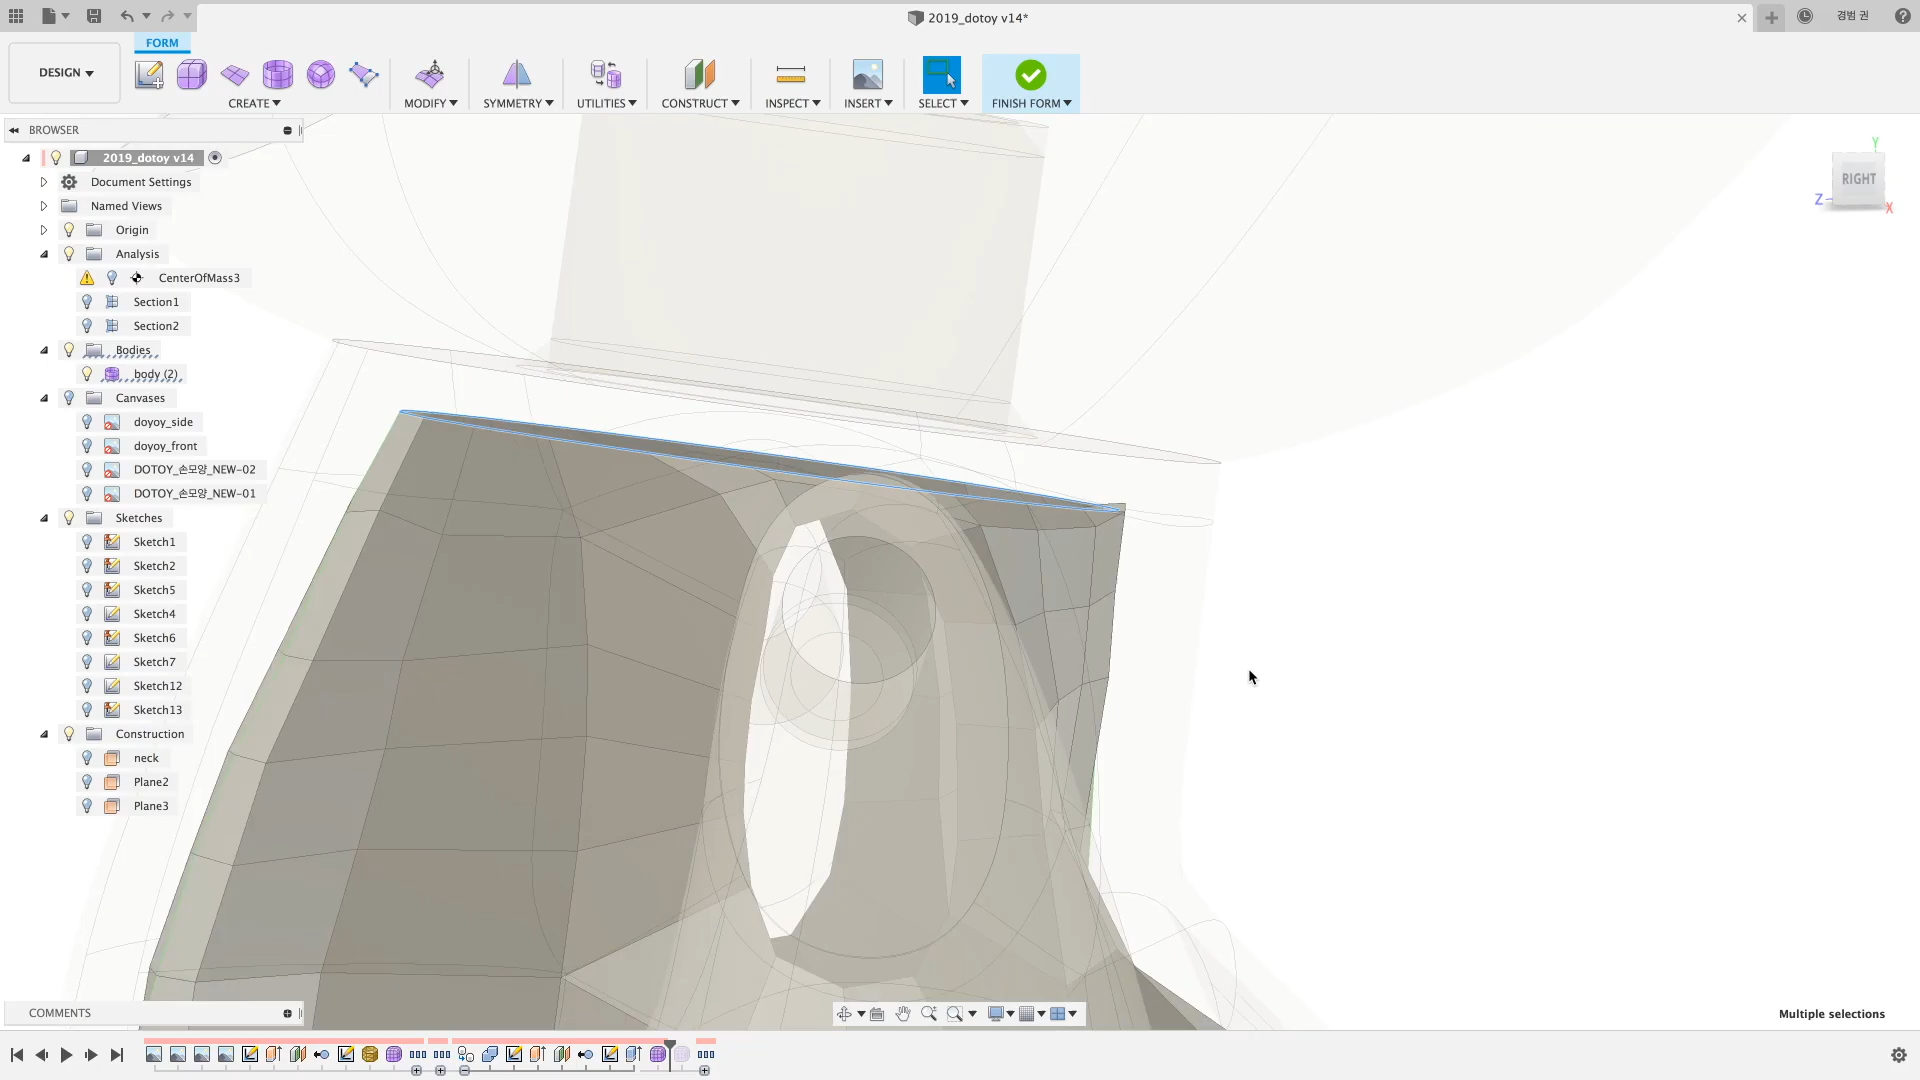 2019_dotoy v14*
경범 권
FORM
DESIGN
CREATE
MODIFY
SYMMETRY
UTILITIES
CONSTRUCT
INSPECT
INSERT
SELECT
FINISH FORM
BROWSER
2019_dotoy v14
Document Settings
Named Views
Origin
Analysis
CenterOfMass3
Section1
Section2
Bodies
body (2)
Canvases
doyoy_side
doyoy_front
DOTOY_손모양_NEW-02
DOTOY_손모양_NEW-01
Sketches
Sketch1
Sketch2
Sketch5
Sketch4
Sketch6
Sketch7
Sketch12
Sketch13
Construction
neck
Plane2
Plane3
Y
RIGHT
Z
X
COMMENTS
Multiple selections